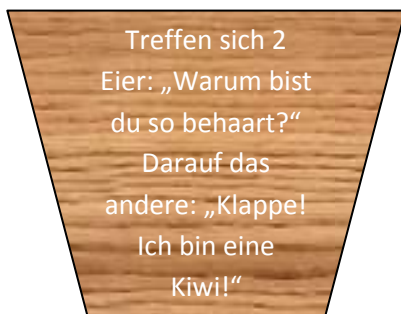 Treffen sich 2
Eier: „Warum bist
du so behaart?“
Darauf das
andere: „Klappe!
Ich bin eine
Kiwi!“